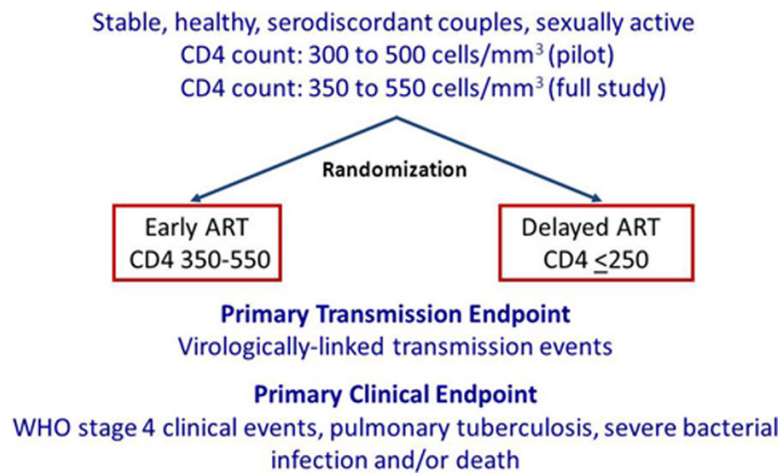 Stable, healthy, serodiscordant couples, sexually active
CD4 count: 300 to 500 cells/mm³ (pilot)
CD4 count: 350 to 550 cells/mm³ (full study)
Randomization
Early ART
CD4 350-550
Delayed ART
CD4 ≤250
Primary Transmission Endpoint
Virologically-linked transmission events
Primary Clinical Endpoint
WHO stage 4 clinical events, pulmonary tuberculosis, severe bacterial
infection and/or death